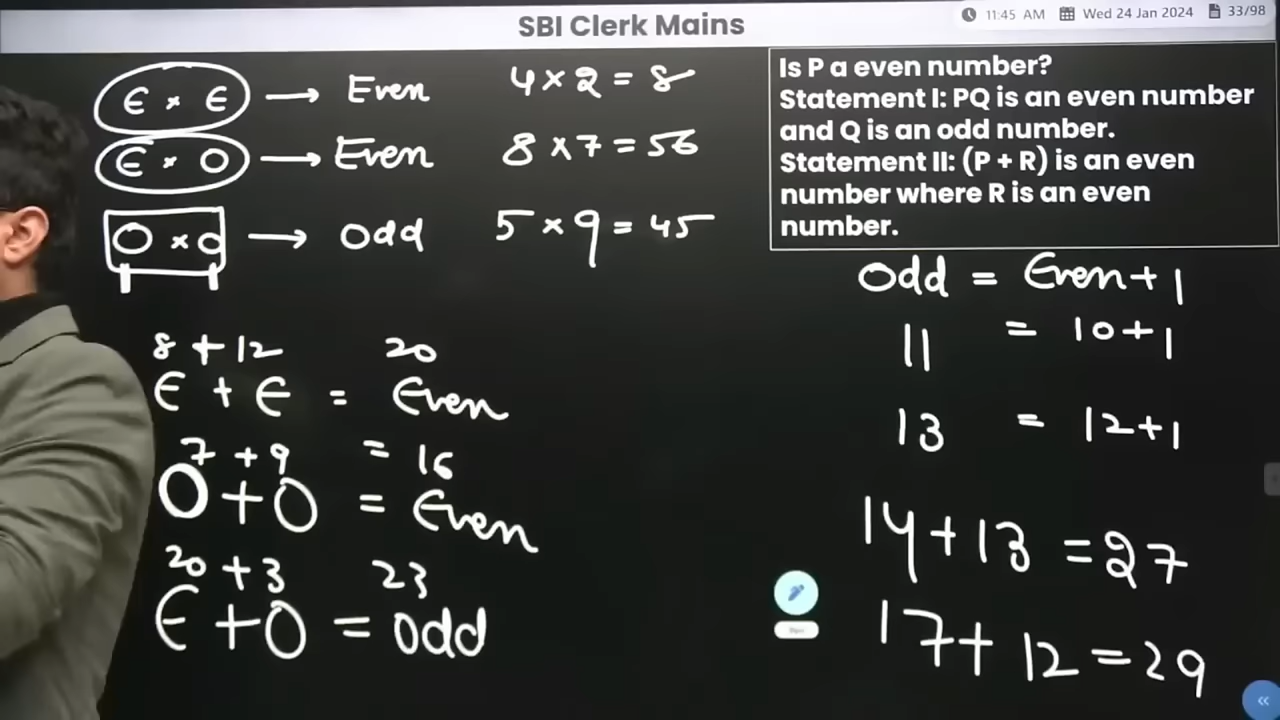 SBI Clerk Mains
11:45 AM Wed 24 Jan 2024 33/98
Is P a even number?
Statement I: PQ is an even number
and Q is an odd number.
Statement II: (P + R) is an even
number where R is an even
number.
E × E → Even 4 × 2 = 8
E × O → Even 8 × 7 = 56
O × O → Odd 5 × 9 = 45
8 + 12 20
E + E = Even
7 + 9 = 16
O + O = Even
20 + 3 23
E + O = Odd
Odd = Even + 1
11 = 10 + 1
13 = 12 + 1
14 + 13 = 27
17 + 12 = 29